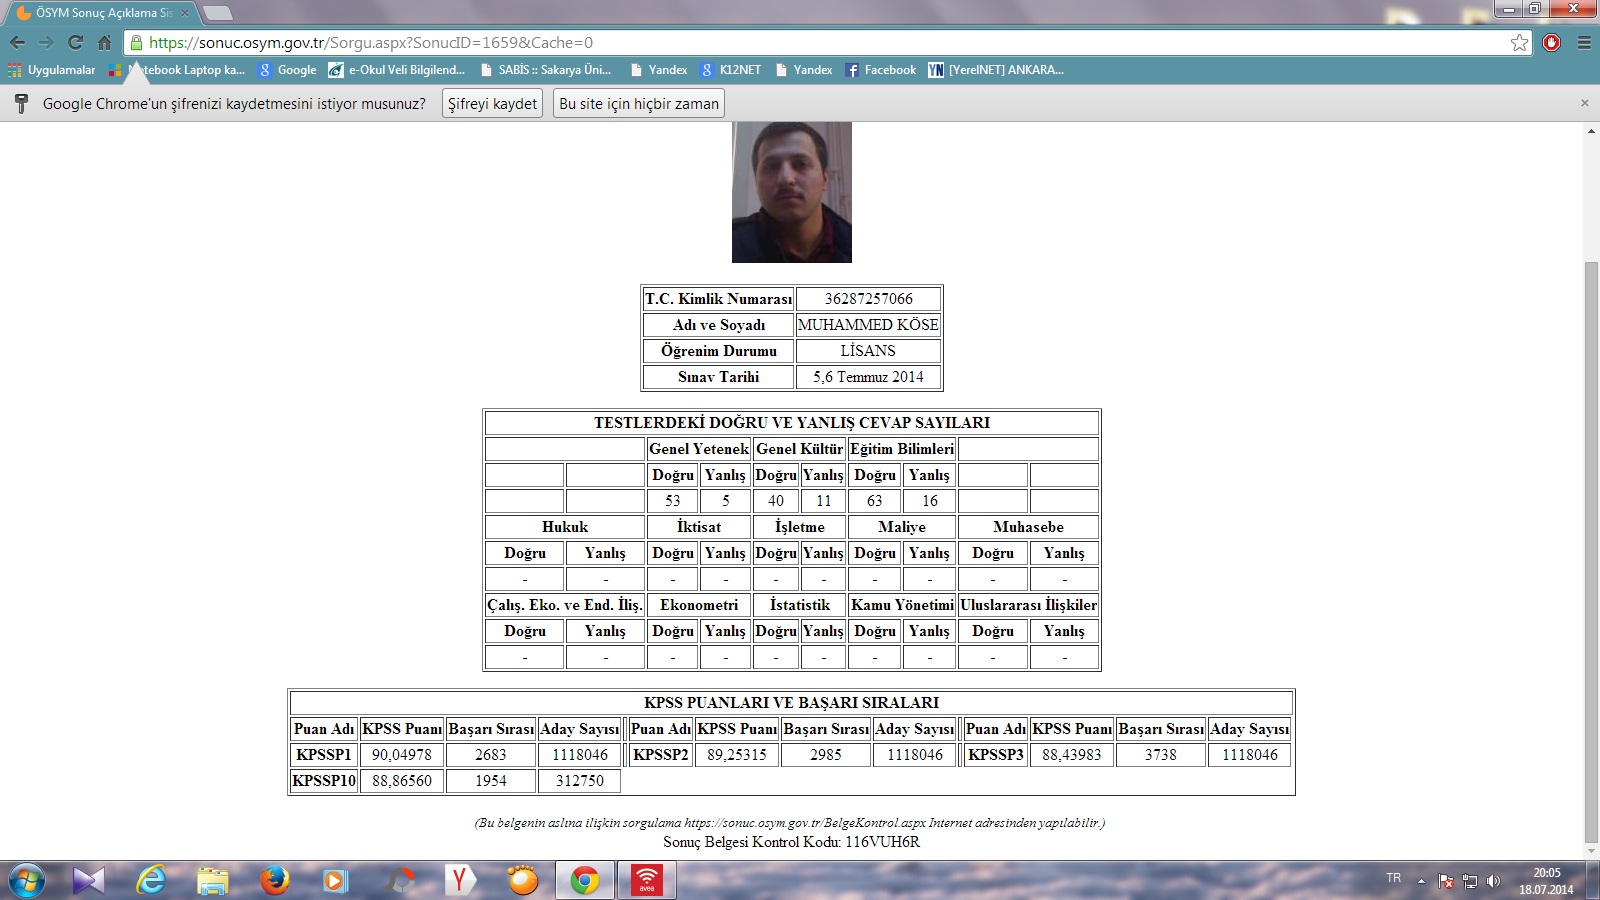 ÖSYM Sonuç Açıklama Sis
https://sonuc.osym.gov.tr/Sorgu.aspx?SonucID=1659&Cache=0
Uygulamalar Notebook Laptop ka... Google e-Okul Veli Bilgilend... SABİS :: Sakarya Üni... Yandex K12NET Yandex Facebook YN [YerelNET] ANKARA...
Google Chrome'un şifrenizi kaydetmesini istiyor musunuz? Şifreyi kaydet Bu site için hiçbir zaman
T.C. Kimlik Numarası 36287257066
Adı ve Soyadı MUHAMMED KÖSE
Öğrenim Durumu LİSANS
Sınav Tarihi 5,6 Temmuz 2014
TESTLERDEKİ DOĞRU VE YANLIŞ CEVAP SAYILARI
Genel Yetenek Genel Kültür Eğitim Bilimleri
Doğru Yanlış Doğru Yanlış Doğru Yanlış
53 5 40 11 63 16
Hukuk İktisat İşletme Maliye Muhasebe
Doğru Yanlış Doğru Yanlış Doğru Yanlış Doğru Yanlış Doğru Yanlış
- - - - - - - - - -
Çalış. Eko. ve End. İliş. Ekonometri İstatistik Kamu Yönetimi Uluslararası İlişkiler
Doğru Yanlış Doğru Yanlış Doğru Yanlış Doğru Yanlış Doğru Yanlış
- - - - - - - - - -
KPSS PUANLARI VE BAŞARI SIRALARI
Puan Adı KPSS Puanı Başarı Sırası Aday Sayısı Puan Adı KPSS Puanı Başarı Sırası Aday Sayısı Puan Adı KPSS Puanı Başarı Sırası Aday Sayısı
KPSSP1 90,04978 2683 1118046 KPSSP2 89,25315 2985 1118046 KPSSP3 88,43983 3738 1118046
KPSSP10 88,86560 1954 312750
(Bu belgenin aslına ilişkin sorgulama https://sonuc.osym.gov.tr/BelgeKontrol.aspx Internet adresinden yapılabilir.)
Sonuç Belgesi Kontrol Kodu: 116VUH6R
avea
TR
20:05
18.07.2014